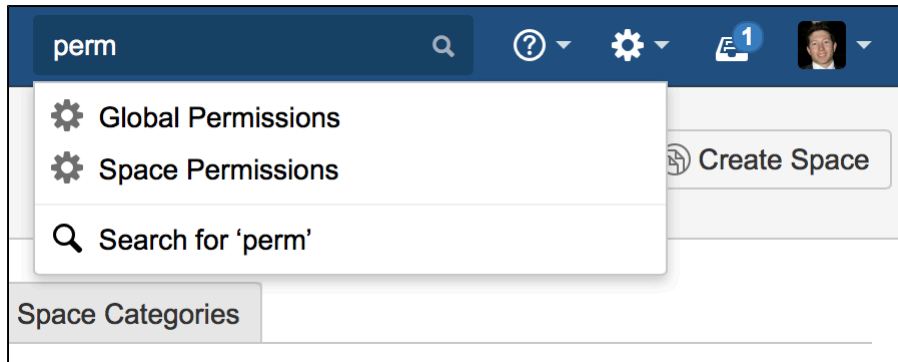 perm
1
Global Permissions
Space Permissions
Create Space
Search for ‘perm’
Space Categories